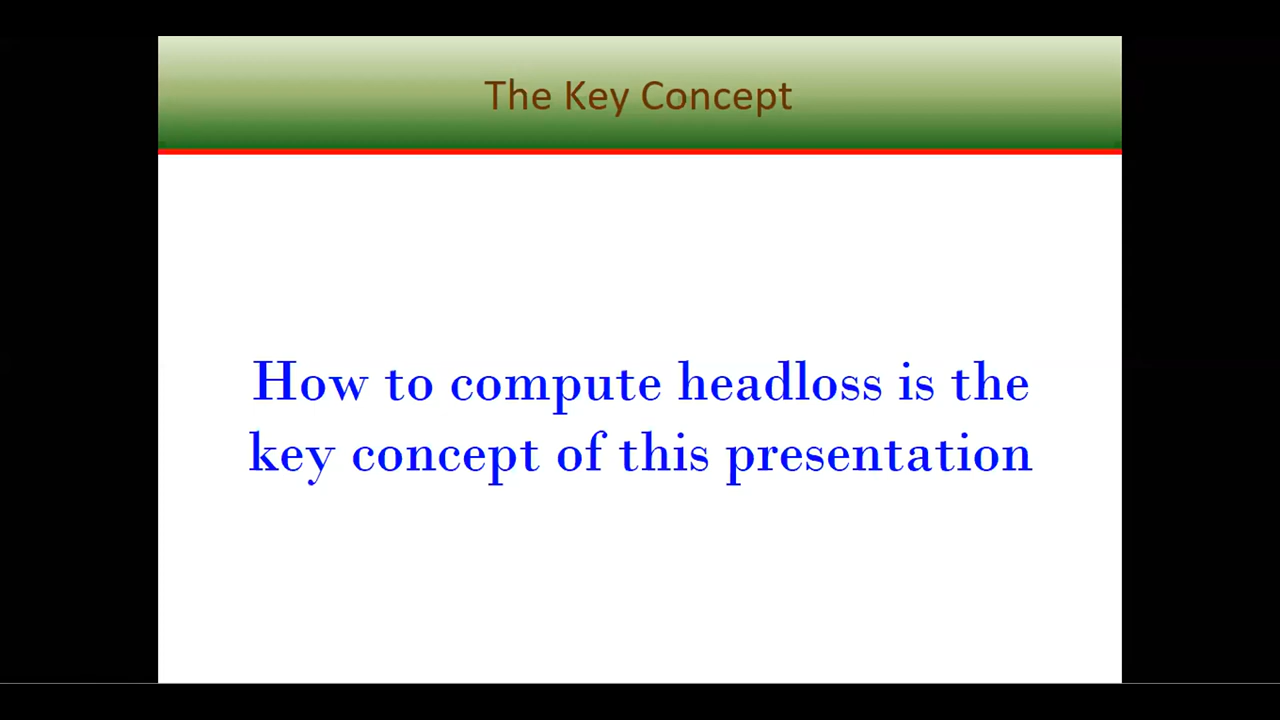 The Key Concept
How to compute headloss is the
key concept of this presentation